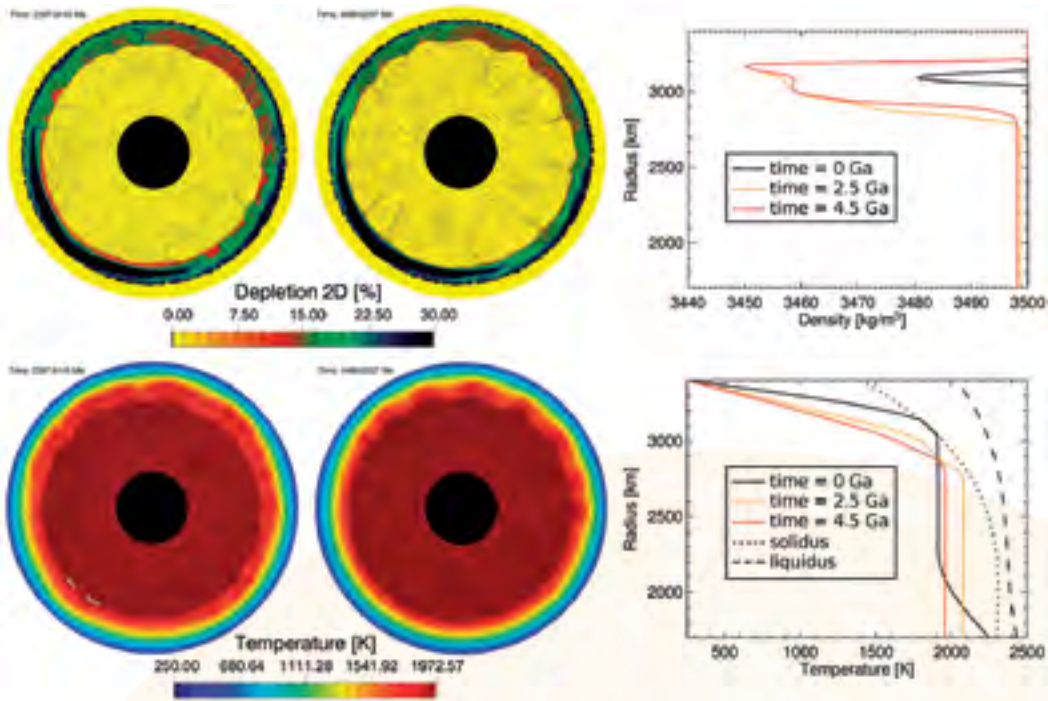 Depletion 2D [%]
0.00 7.50 15.00 22.50 30.00
Radius [km]
3000
2500
2000
time = 0 Ga
time = 2.5 Ga
time = 4.5 Ga
3440 3450 3460 3470 3480 3490 3500
Density [kg/m³]
Temperature [K]
250.00 680.64 1111.28 1541.92 1972.57
Radius [km]
3000
2500
2000
time = 0 Ga
time = 2.5 Ga
time = 4.5 Ga
solidus
liquidus
500 1000 1500 2000 2500
Temperature [K]